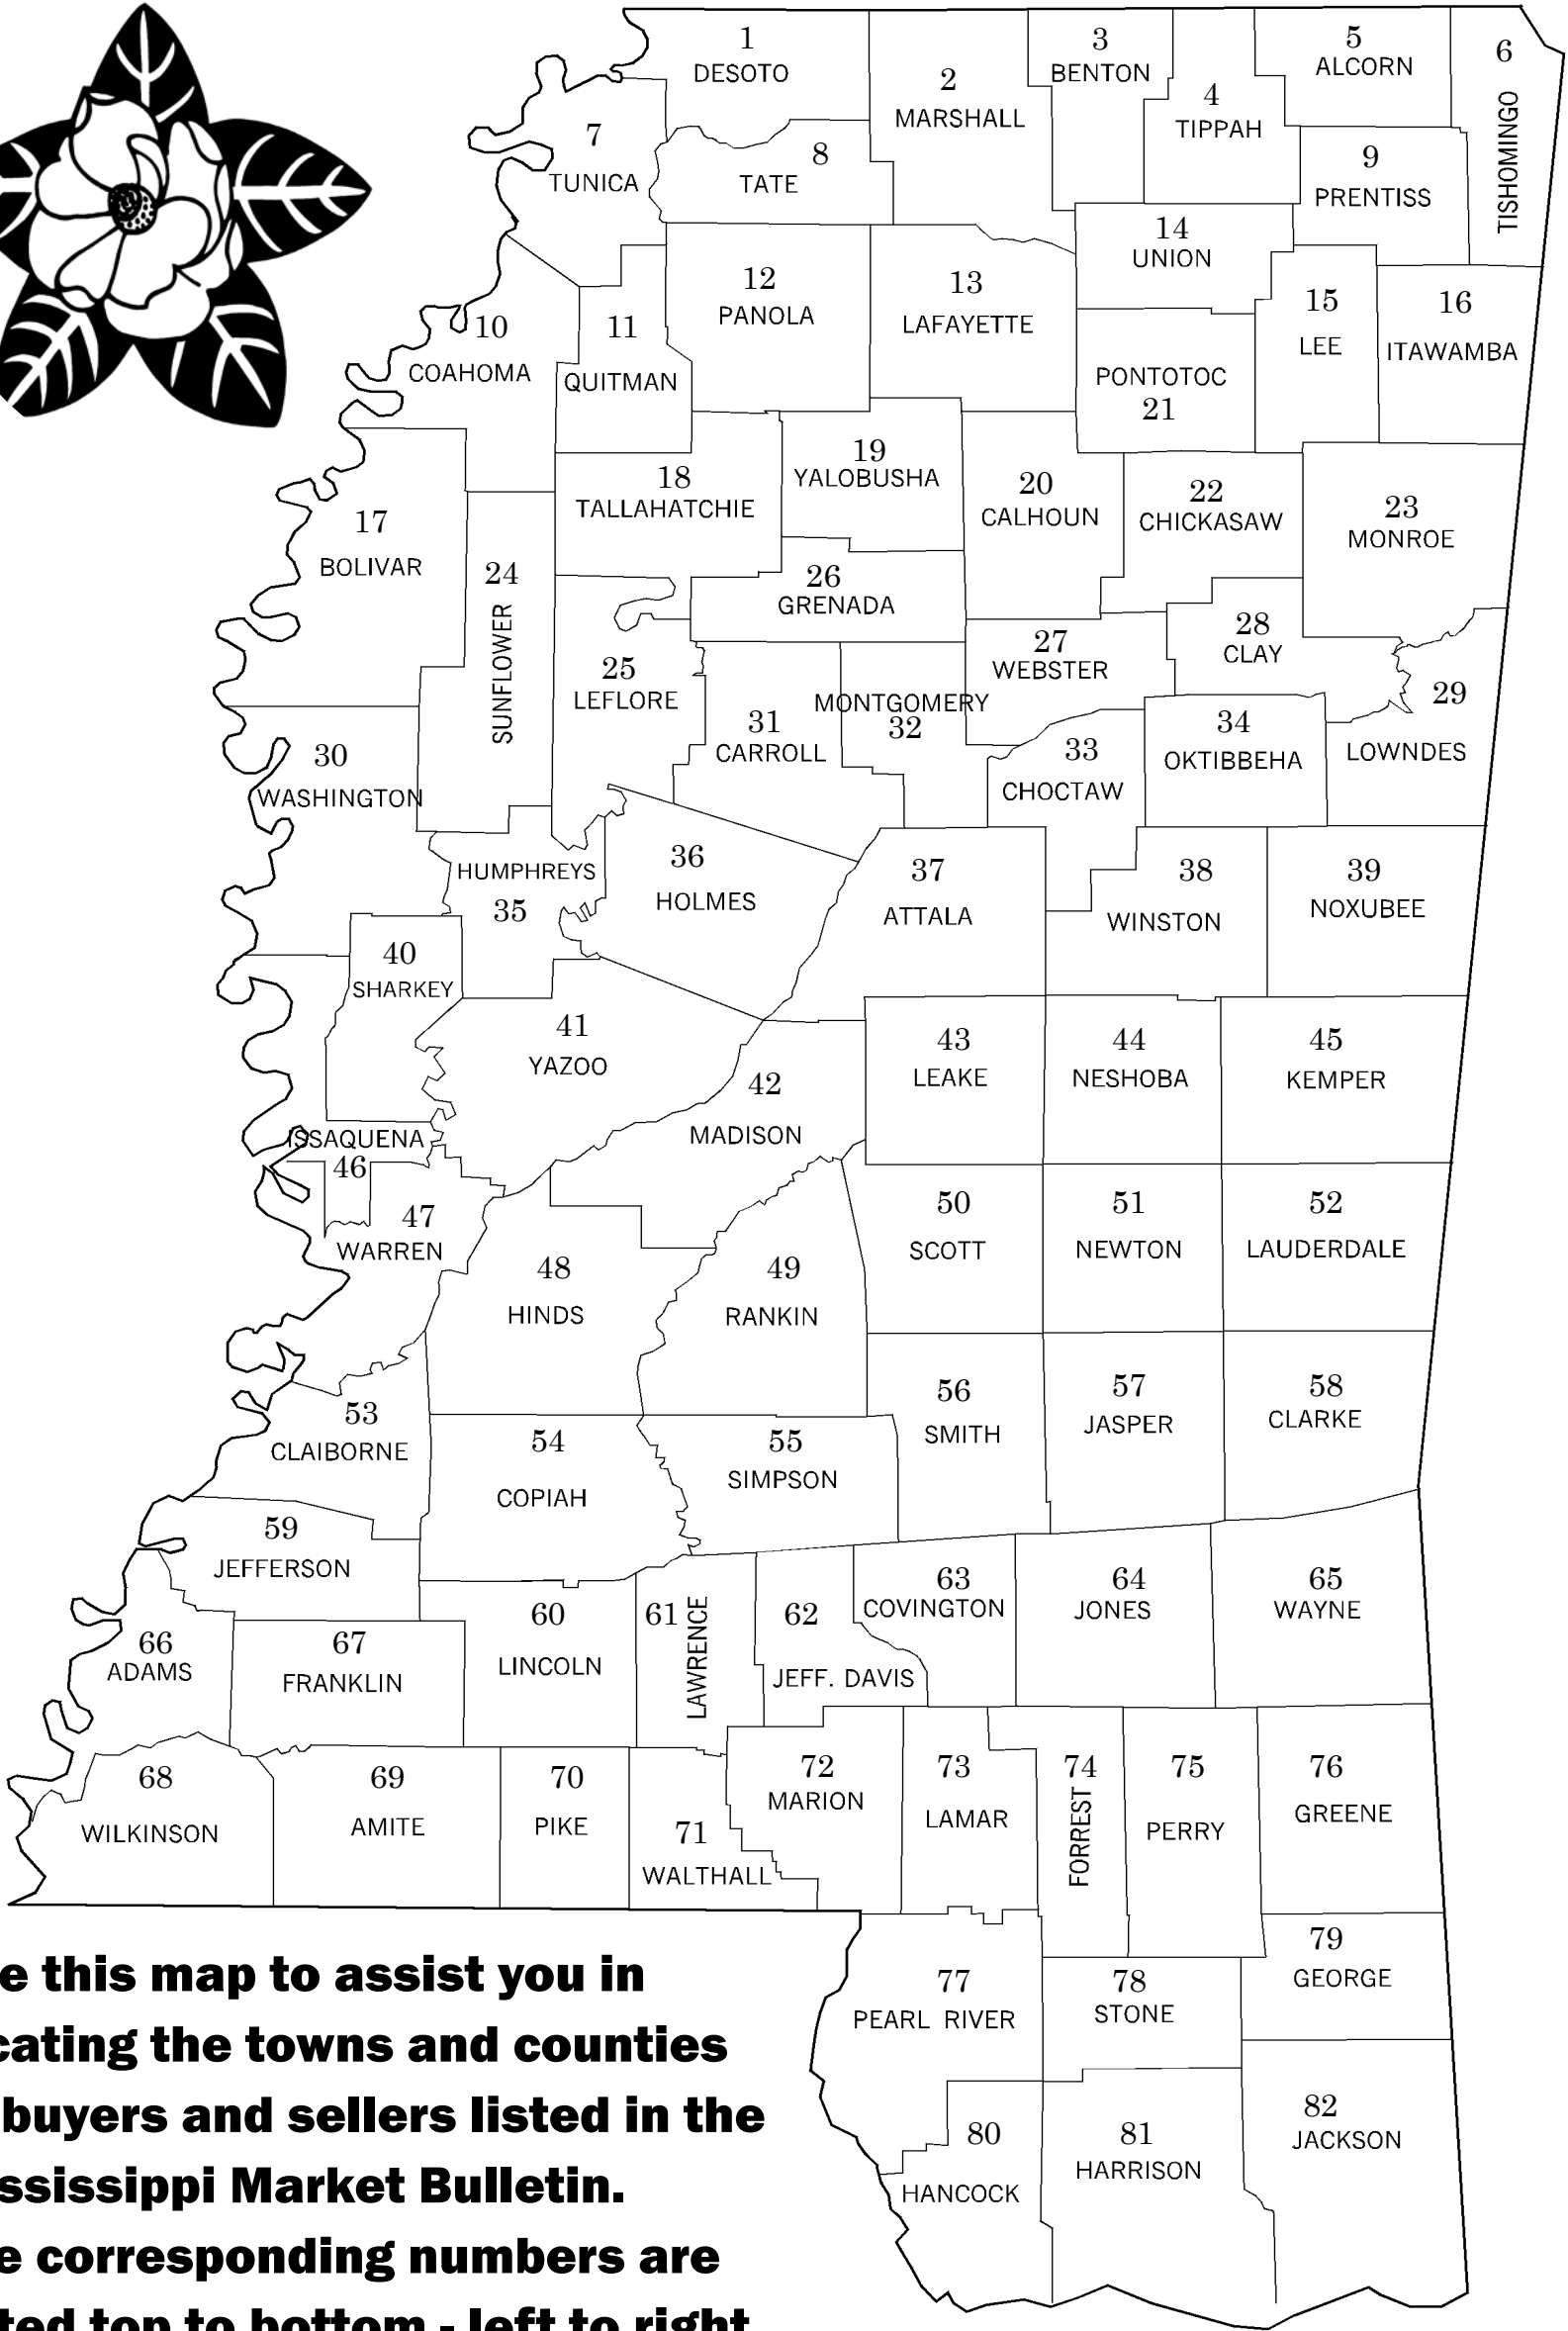 1
DESOTO
2
MARSHALL
3
BENTON
4
TIPPAH
5
ALCORN
6
TISHOMINGO
7
TUNICA
8
TATE
9
PRENTISS
10
COAHOMA
11
QUITMAN
12
PANOLA
13
LAFAYETTE
14
UNION
15
LEE
16
ITAWAMBA
17
BOLIVAR
18
TALLAHATCHIE
19
YALOBUSHA
20
CALHOUN
PONTOTOC
21
22
CHICKASAW
23
MONROE
24
SUNFLOWER
25
LEFLORE
26
GRENADA
27
WEBSTER
28
CLAY
29
LOWNDES
30
WASHINGTON
31
CARROLL
MONTGOMERY
32
33
CHOCTAW
34
OKTIBBEHA
HUMPHREYS
35
36
HOLMES
37
ATTALA
38
WINSTON
39
NOXUBEE
40
SHARKEY
41
YAZOO
42
MADISON
43
LEAKE
44
NESHOBA
45
KEMPER
ISSAQUENA
46
47
WARREN
48
HINDS
49
RANKIN
50
SCOTT
51
NEWTON
52
LAUDERDALE
53
CLAIBORNE
54
COPIAH
55
SIMPSON
56
SMITH
57
JASPER
58
CLARKE
59
JEFFERSON
60
LINCOLN
61
LAWRENCE
62
JEFF. DAVIS
63
COVINGTON
64
JONES
65
WAYNE
66
ADAMS
67
FRANKLIN
68
WILKINSON
69
AMITE
70
PIKE
71
WALTHALL
72
MARION
73
LAMAR
74
FORREST
75
PERRY
76
GREENE
77
PEARL RIVER
78
STONE
79
GEORGE
80
HANCOCK
81
HARRISON
82
JACKSON
e this map to assist you in
cating the towns and counties
buyers and sellers listed in the
ssissippi Market Bulletin.
e corresponding numbers are
ted top to bottom - left to right